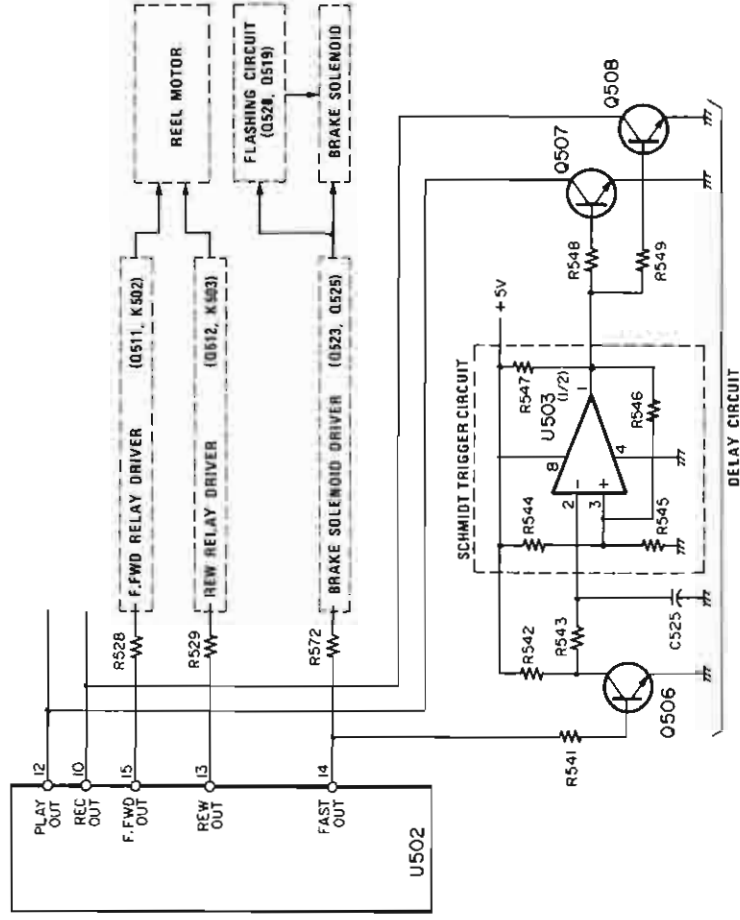 PLAY
OUT
12
REC
OUT
10
F.FWD
OUT
15
REW
OUT
13
FAST
OUT
14
U502
R528
R529
R572
F.FWD RELAY DRIVER (Q511, K502)
REW RELAY DRIVER (Q512, K503)
BRAKE SOLENOID DRIVER (Q523, Q525)
REEL MOTOR
FLASHING CIRCUIT
(Q528, Q519)
BRAKE SOLENOID
R541
Q506
R542
R543
C525
SCHMIDT TRIGGER CIRCUIT
R544
R545
2
3
−
+
8
4
U503
(1/2)
1
R547
R546
+5V
R548
R549
Q507
Q508
DELAY CIRCUIT